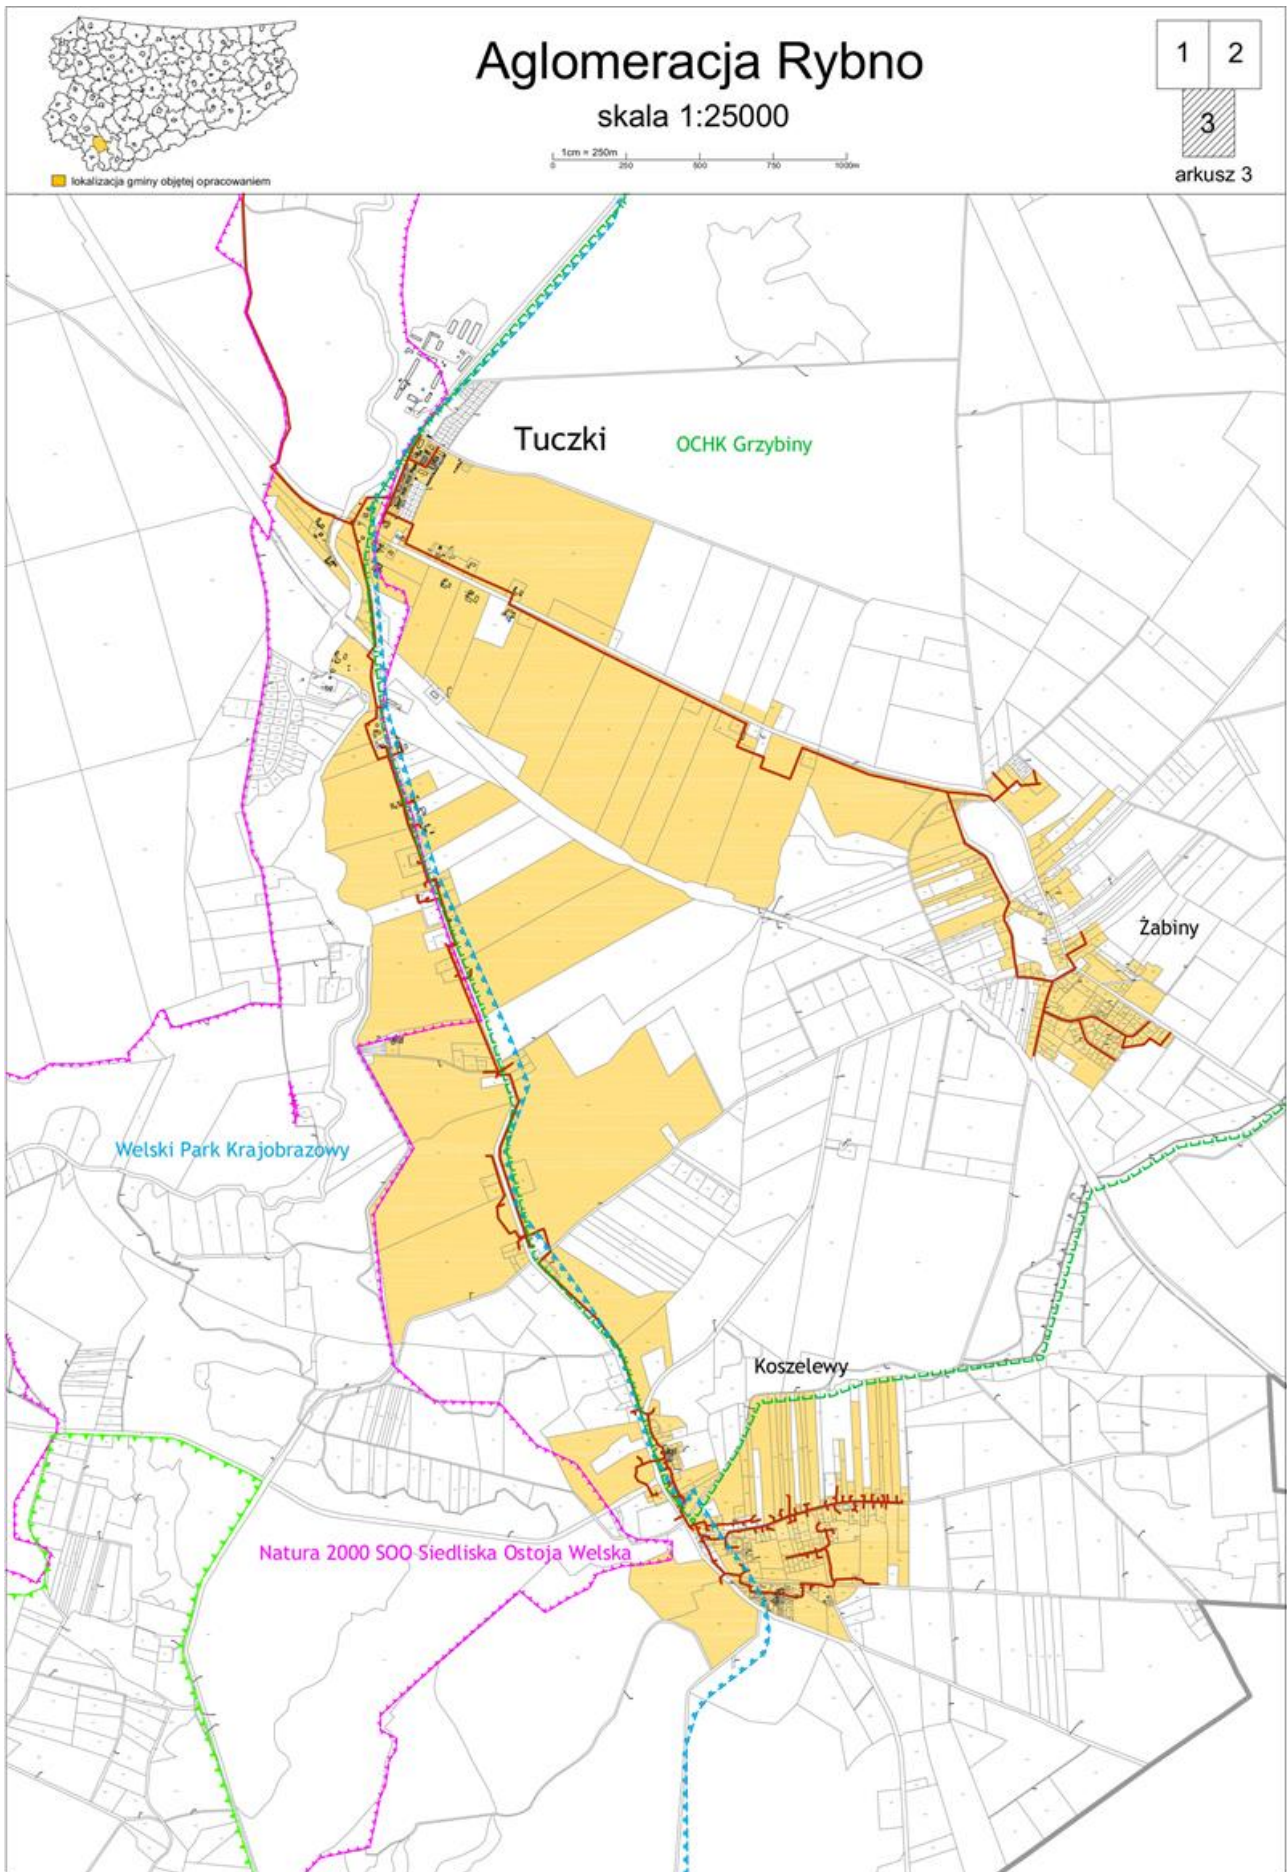 Aglomeracja Rybno
skala 1:25000
1cm = 250m
0 250 500 750 1000m
lokalizacja gminy objętej opracowaniem
1 2
3
arkusz 3
Tuczki
OCHK Grzybiny
Żabiny
Welski Park Krajobrazowy
Koszelewy
Natura 2000 SOO Siedliska Ostoja Welska